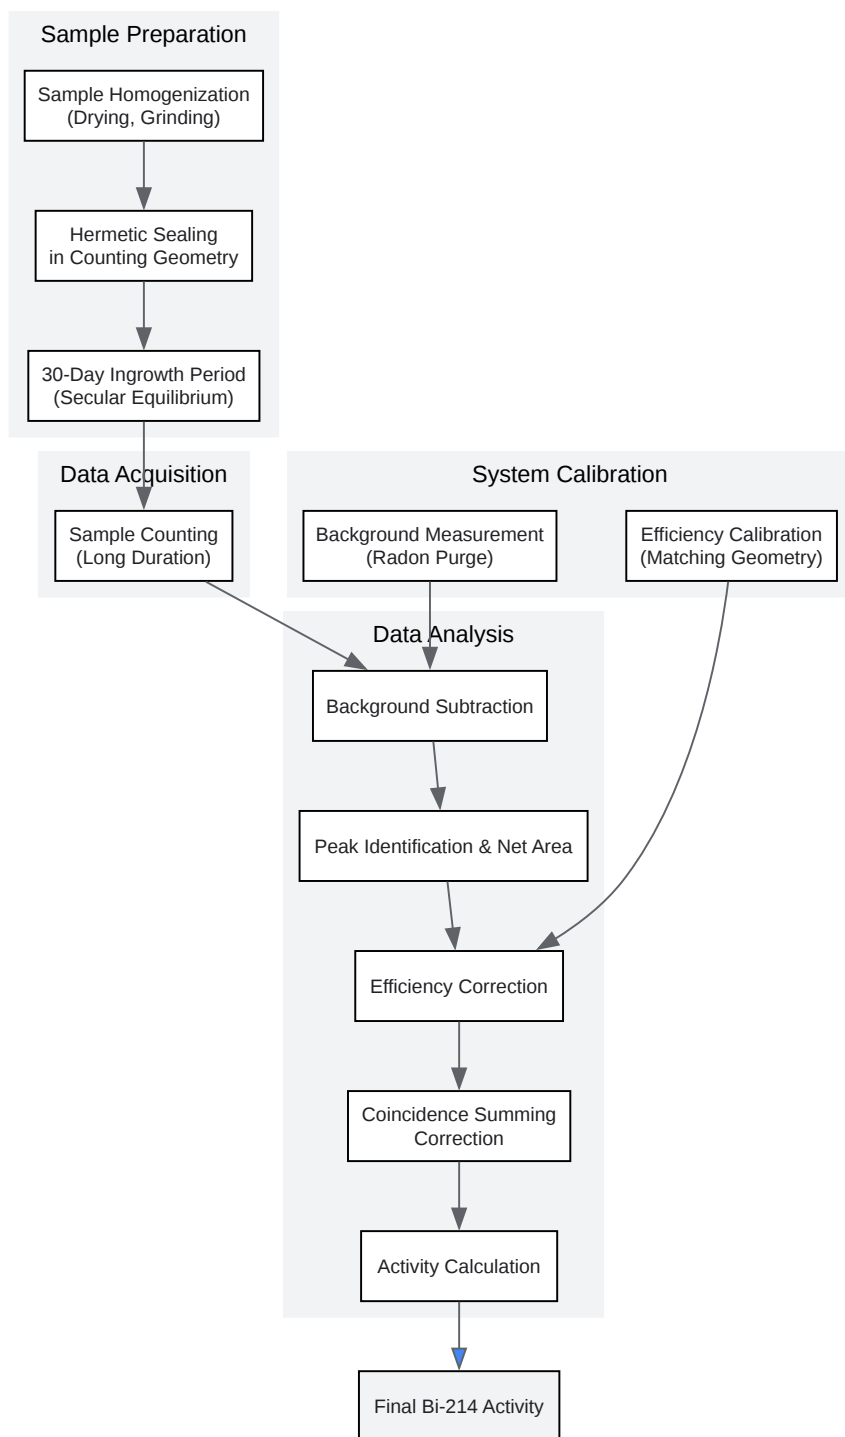 Sample Preparation
Sample Homogenization
(Drying, Grinding)
Hermetic Sealing
in Counting Geometry
30-Day Ingrowth Period
(Secular Equilibrium)
Data Acquisition
Sample Counting
(Long Duration)
System Calibration
Background Measurement
(Radon Purge)
Efficiency Calibration
(Matching Geometry)
Data Analysis
Background Subtraction
Peak Identification & Net Area
Efficiency Correction
Coincidence Summing
Correction
Activity Calculation
Final Bi-214 Activity